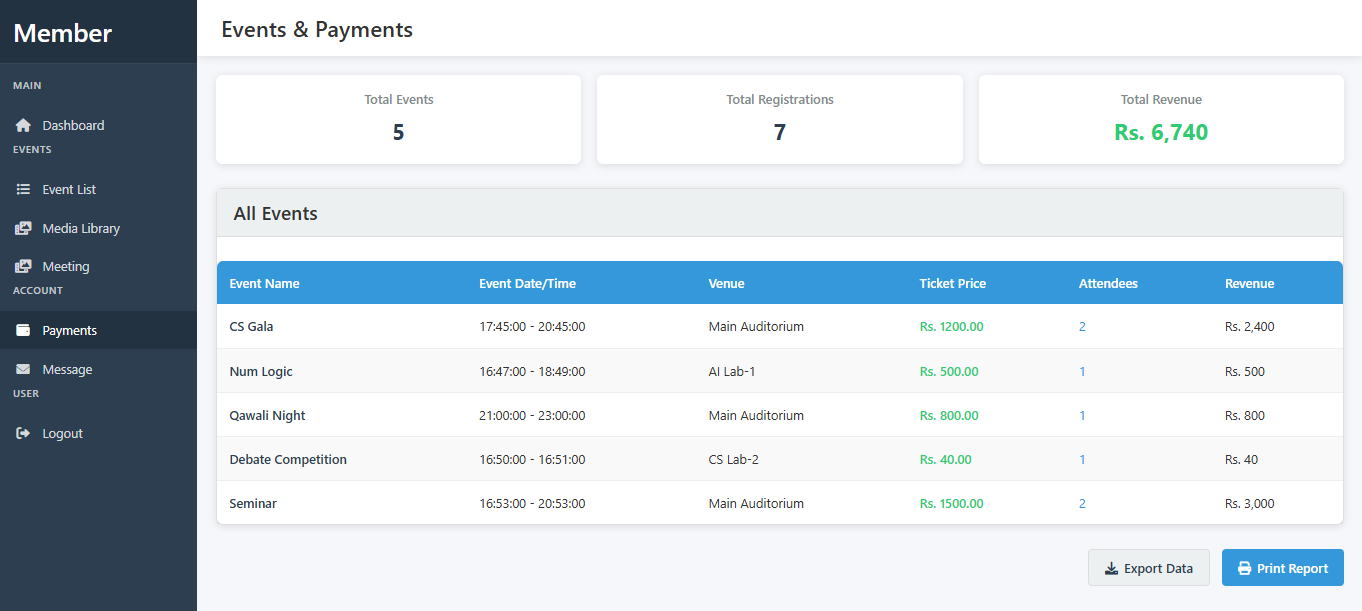 Member
MAIN
Dashboard
EVENTS
Event List
Media Library
Meeting
ACCOUNT
Payments
Message
USER
Logout
Events & Payments
Total Events
5
Total Registrations
7
Total Revenue
Rs. 6,740
All Events
Event Name Event Date/Time Venue Ticket Price Attendees Revenue
CS Gala 17:45:00 - 20:45:00 Main Auditorium Rs. 1200.00 2 Rs. 2,400
Num Logic 16:47:00 - 18:49:00 AI Lab-1 Rs. 500.00 1 Rs. 500
Qawali Night 21:00:00 - 23:00:00 Main Auditorium Rs. 800.00 1 Rs. 800
Debate Competition 16:50:00 - 16:51:00 CS Lab-2 Rs. 40.00 1 Rs. 40
Seminar 16:53:00 - 20:53:00 Main Auditorium Rs. 1500.00 2 Rs. 3,000
Export Data Print Report